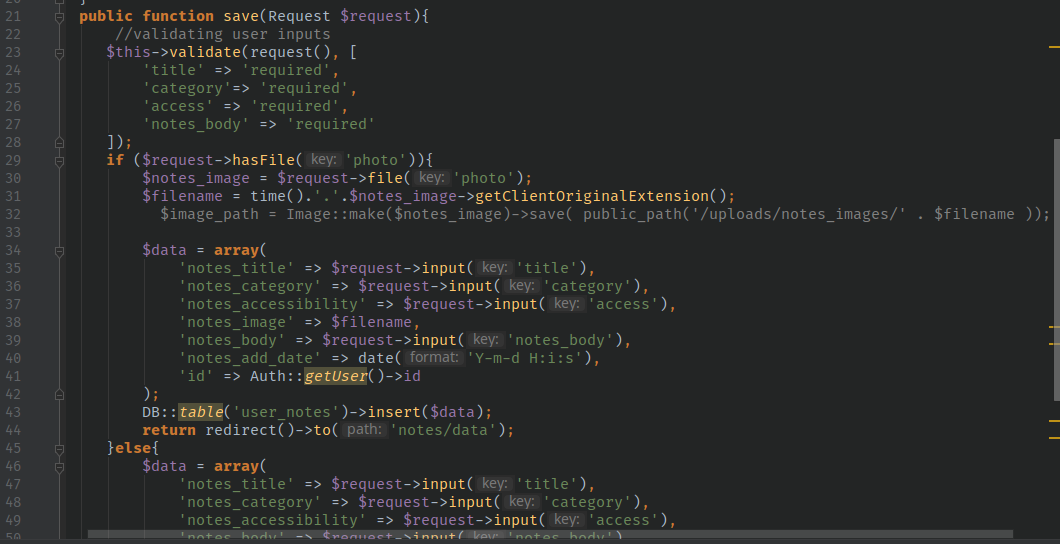 20 }
21 public function save(Request $request){
22 //validating user inputs
23 $this->validate(request(), [
24 'title' => 'required',
25 'category'=> 'required',
26 'access' => 'required',
27 'notes_body' => 'required'
28 ]);
29 if ($request->hasFile( key: 'photo')){
30 $notes_image = $request->file( key: 'photo');
31 $filename = time().'.'.$notes_image->getClientOriginalExtension();
32 $image_path = Image::make($notes_image)->save( public_path('/uploads/notes_images/' . $filename ));
33
34 $data = array(
35 'notes_title' => $request->input( key: 'title'),
36 'notes_category' => $request->input( key: 'category'),
37 'notes_accessibility' => $request->input( key: 'access'),
38 'notes_image' => $filename,
39 'notes_body' => $request->input( key: 'notes_body'),
40 'notes_add_date' => date( format: 'Y-m-d H:i:s'),
41 'id' => Auth::getUser()->id
42 );
43 DB::table('user_notes')->insert($data);
44 return redirect()->to( path: 'notes/data');
45 }else{
46 $data = array(
47 'notes_title' => $request->input( key: 'title'),
48 'notes_category' => $request->input( key: 'category'),
49 'notes_accessibility' => $request->input( key: 'access'),
50 'notes_body' => $request->input( key: 'notes_body')